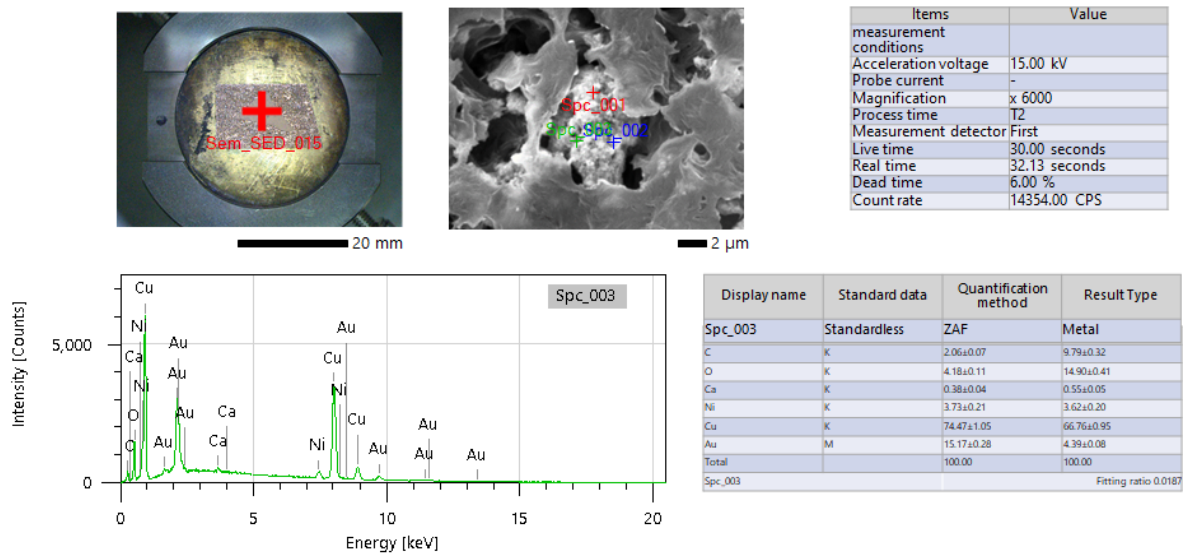 Sem_SED_015
20 mm
Spc_001
Spc_002
2 μm
Items Value
measurement conditions
Acceleration voltage 15.00 kV
Probe current -
Magnification x 6000
Process time T2
Measurement detector First
Live time 30.00 seconds
Real time 32.13 seconds
Dead time 6.00 %
Count rate 14354.00 CPS
Spc_003
Intensity [Counts]
5,000
0
Cu
Ni
Ca
Ni
O
C
Au
Au
Au
Au
Ca
Ca
Au
Cu
Ni
Cu
Ni
Au
Au
Au
Au
0 5 10 15 20
Energy [keV]
Display name Standard data Quantification method Result Type
Spc_003 Standardless ZAF Metal
C K 2.06±0.07 9.79±0.32
O K 4.18±0.11 14.90±0.41
Ca K 0.38±0.04 0.55±0.05
Ni K 3.73±0.21 3.62±0.20
Cu K 74.47±1.05 66.76±0.95
Au M 15.17±0.28 4.39±0.08
Total 100.00 100.00
Spc_003 Fitting ratio 0.0187